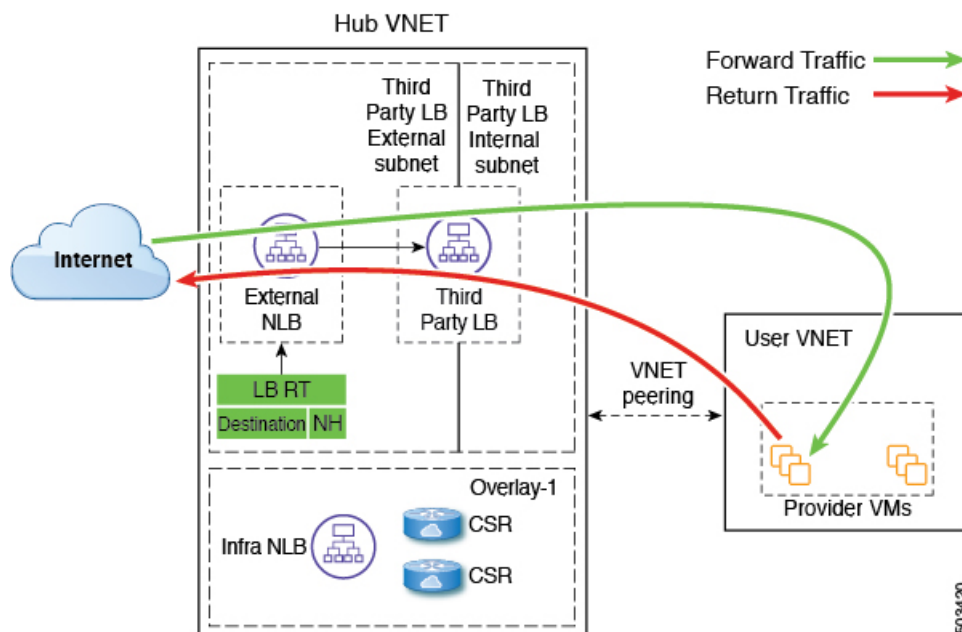 Hub VNET
Forward Traffic
Return Traffic
Third
Party LB
External
subnet
Third
Party LB
Internal
subnet
Internet
External
NLB
Third
Party LB
LB RT
Destination NH
VNET
peering
User VNET
Provider VMs
Overlay-1
Infra NLB
CSR
CSR
503420